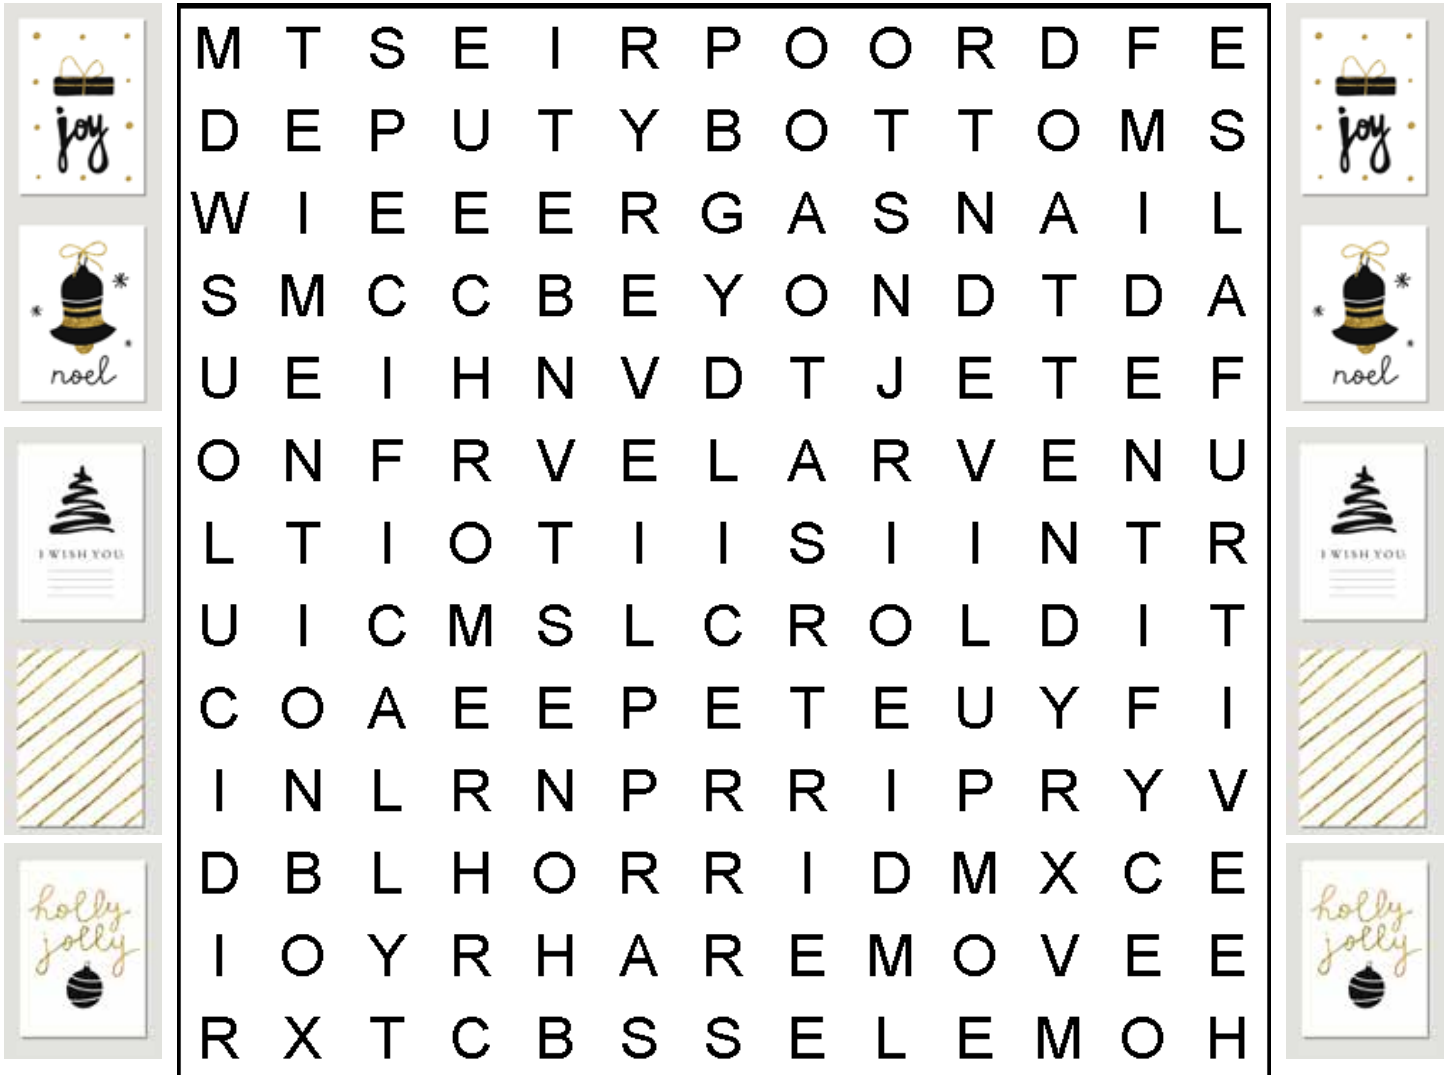 joy
noel
I WISH YOU
holly
jolly
M T S E I R P O O R D F E
D E P U T Y B O T T O M S
W I E E E R G A S N A I L
S M C C B E Y O N D T D A
U E I H N V D T J E T E F
O N F R V E L A R V E N U
L T I O T I I S I I N T R
U I C M S L C R O L D I T
C O A E E P E T E U Y F I
I N L R N P R R I P R Y V
D B L H O R R I D M X C E
I O Y R H A R E M O V E E
R X T C B S S E L E M O H
joy
noel
I WISH YOU
holly
jolly